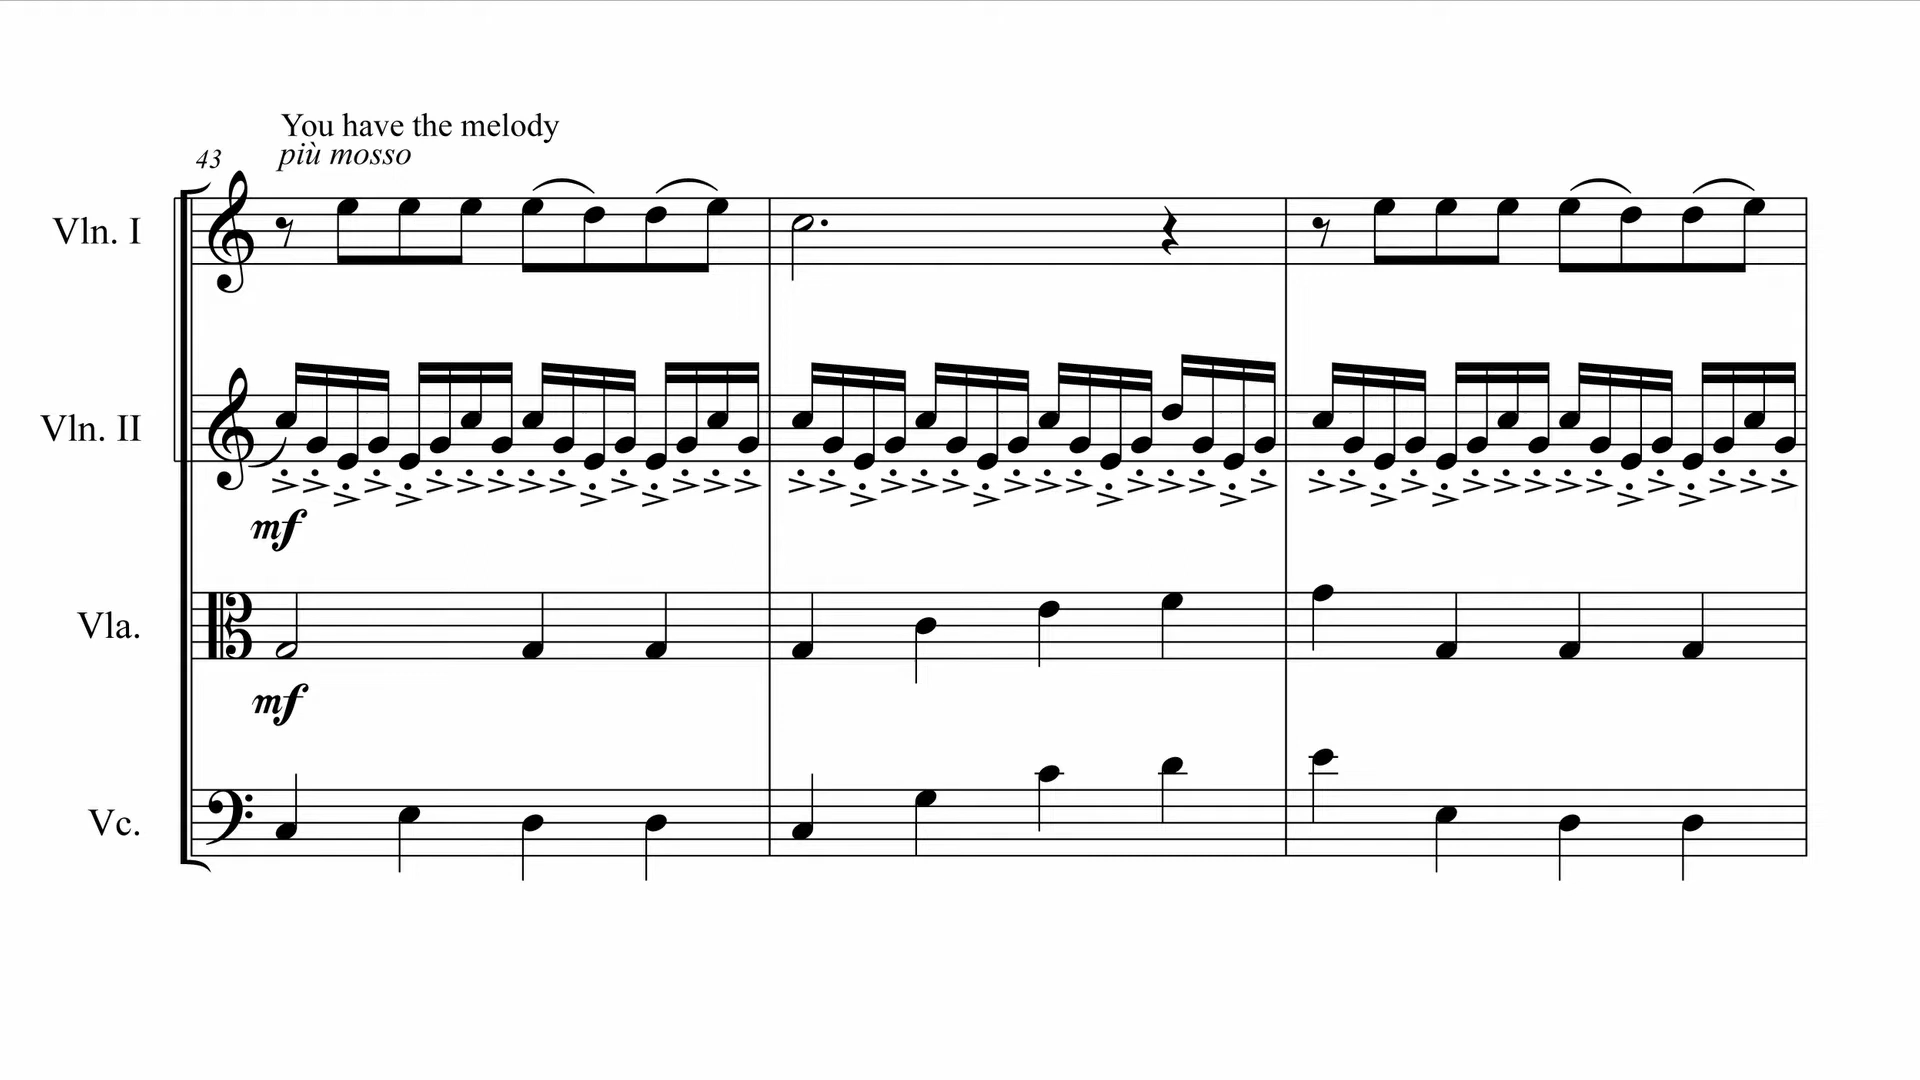 You have the melody
più mosso
43
Vln. I
Vln. II
mf
Vla.
mf
Vc.